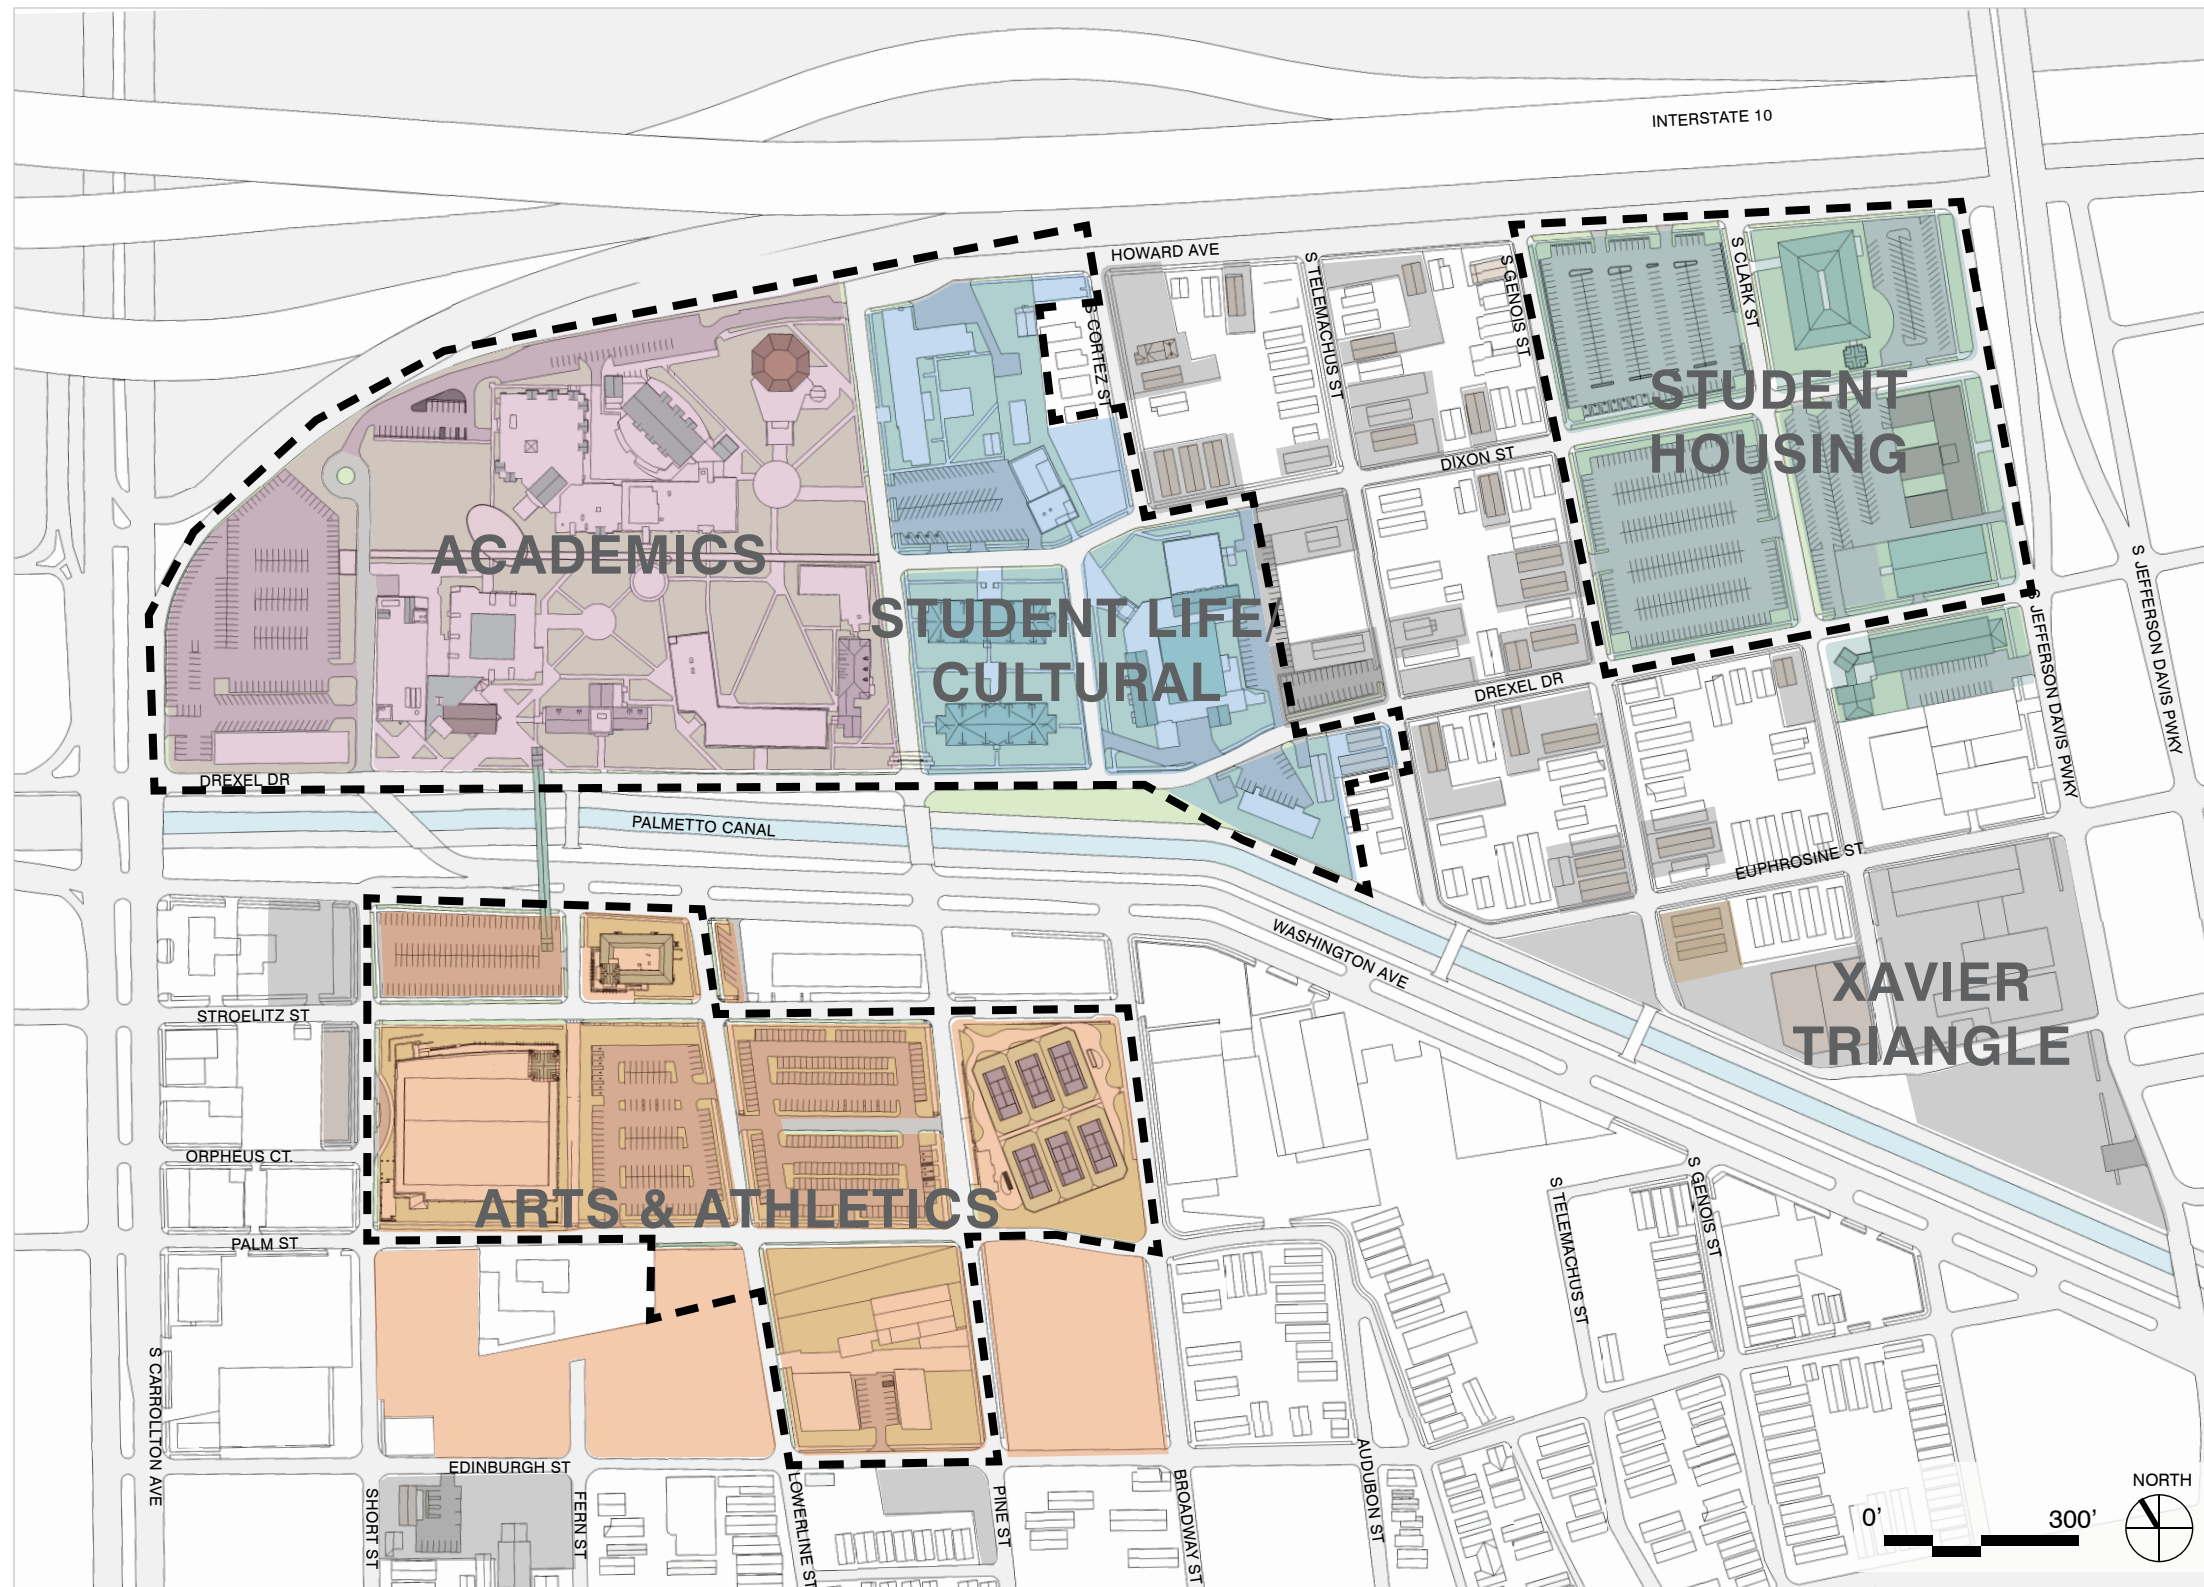 INTERSTATE 10
HOWARD AVE
S CORTEZ ST
S TELEMACHUS ST
S GENOIS ST
S CLARK ST
STUDENT
HOUSING
DIXON ST
ACADEMICS
STUDENT LIFE/
CULTURAL
DREXEL DR
S JEFFERSON DAVIS PWKY
S JEFFERSON DAVIS PWKY
DREXEL DR
PALMETTO CANAL
EUPHROSINE ST
WASHINGTON AVE
XAVIER
TRIANGLE
STROELITZ ST
ORPHEUS CT.
ARTS & ATHLETICS
PALM ST
S TELEMACHUS ST
S GENOIS ST
S CARROLLTON AVE
EDINBURGH ST
SHORT ST
FERN ST
LOWERLINE ST
PINE ST
BROADWAY ST
AUDUBON ST
NORTH
0’
300’